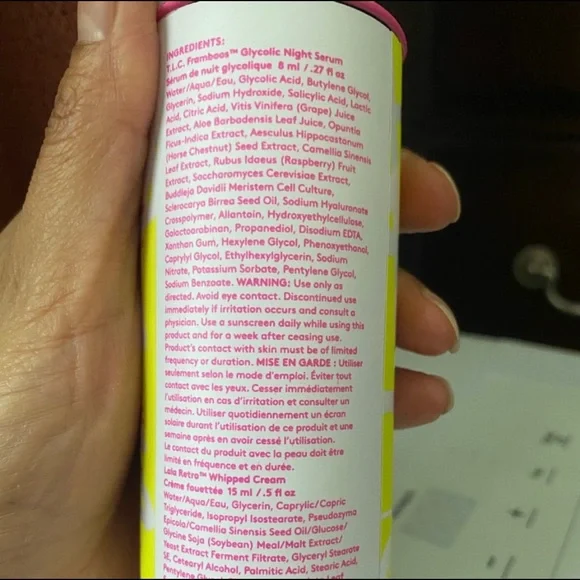 INGREDIENTS:
T.L.C. Framboos™ Glycolic Night Serum
Sérum de nuit glycolique 8 ml / .27 fl oz
Water/Aqua/Eau, Glycolic Acid, Butylene Glycol,
Glycerin, Sodium Hydroxide, Salicylic Acid, Lactic
Acid, Citric Acid, Vitis Vinifera (Grape) Juice
Extract, Aloe Barbadensis Leaf Juice, Opuntia
Ficus-Indica Extract, Aesculus Hippocastanum
(Horse Chestnut) Seed Extract, Camellia Sinensis
Leaf Extract, Rubus Idaeus (Raspberry) Fruit
Extract, Saccharomyces Cerevisiae Extract,
Buddleja Davidii Meristem Cell Culture,
Sclerocarya Birrea Seed Oil, Sodium Hyaluronate
Crosspolymer, Allantoin, Hydroxyethylcellulose,
Galactoarabinan, Propanediol, Disodium EDTA,
Xanthan Gum, Hexylene Glycol, Phenoxyethanol,
Caprylyl Glycol, Ethylhexylglycerin, Sodium
Nitrate, Potassium Sorbate, Pentylene Glycol,
Sodium Benzoate. WARNING: Use only as
directed. Avoid eye contact. Discontinued use
immediately if irritation occurs and consult a
physician. Use a sunscreen daily while using this
product and for a week after ceasing use.
Product's contact with skin must be of limited
frequency or duration. MISE EN GARDE : Utiliser
seulement selon le mode d'emploi. Éviter tout
contact avec les yeux. Cesser immédiatement
l'utilisation en cas d'irritation et consulter un
médecin. Utiliser quotidiennement un écran
solaire durant l'utilisation de ce produit et une
semaine après en avoir cessé l'utilisation.
Le contact du produit avec la peau doit être
limité en fréquence et en durée.
Lala Retro™ Whipped Cream
Crème fouettée 15 ml / .5 fl oz
Water/Aqua/Eau, Glycerin, Caprylic/Capric
Triglyceride, Isopropyl Isostearate, Pseudozyma
Epicola/Camellia Sinensis Seed Oil/Glucose/
Glycine Soja (Soybean) Meal/Malt Extract/
Yeast Extract Ferment Filtrate, Glyceryl Stearate
SE, Cetearyl Alcohol, Palmitic Acid, Stearic Acid,
Pentylene